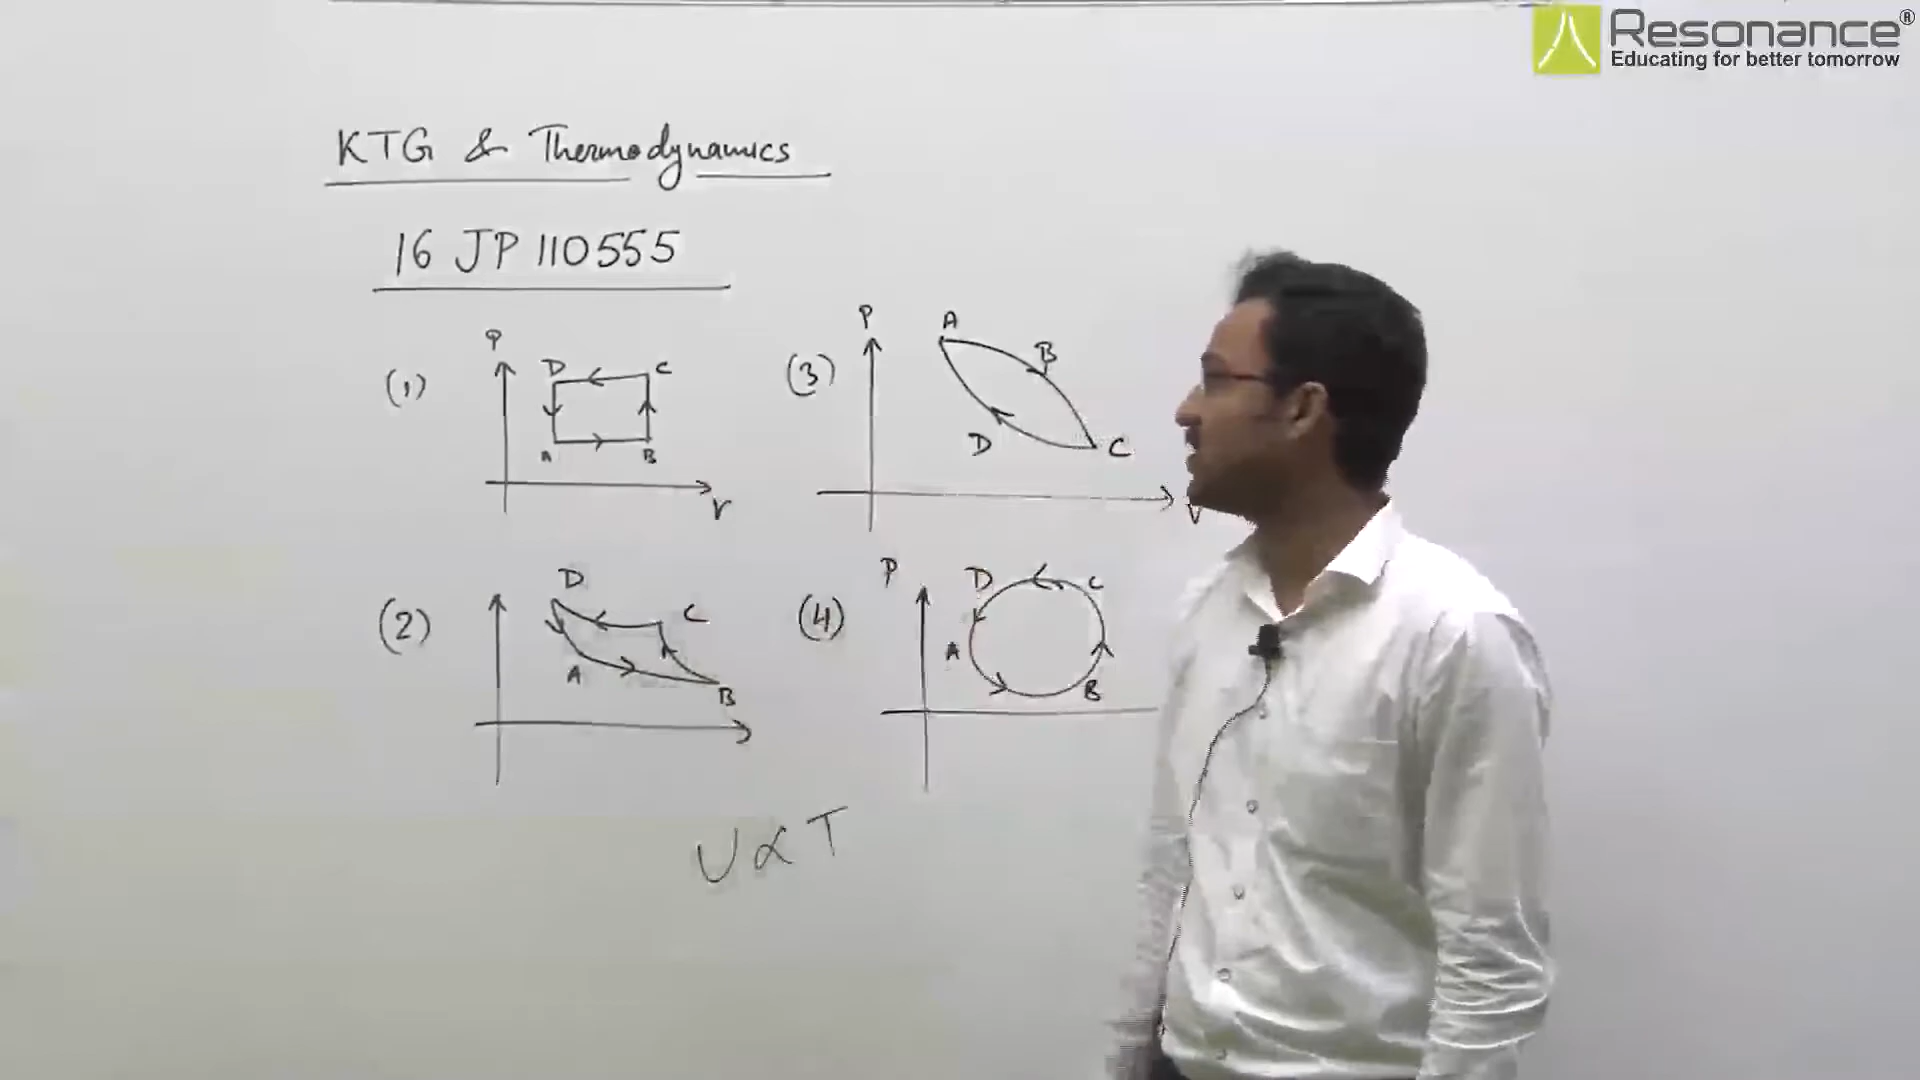 Resonance®
Educating for better tomorrow
KTG & Thermodynamics
16 JP 110555
(1) P D C A B V
(3) P A B D C V
(2) D C A B
(4) P D C A B
U ∝ T